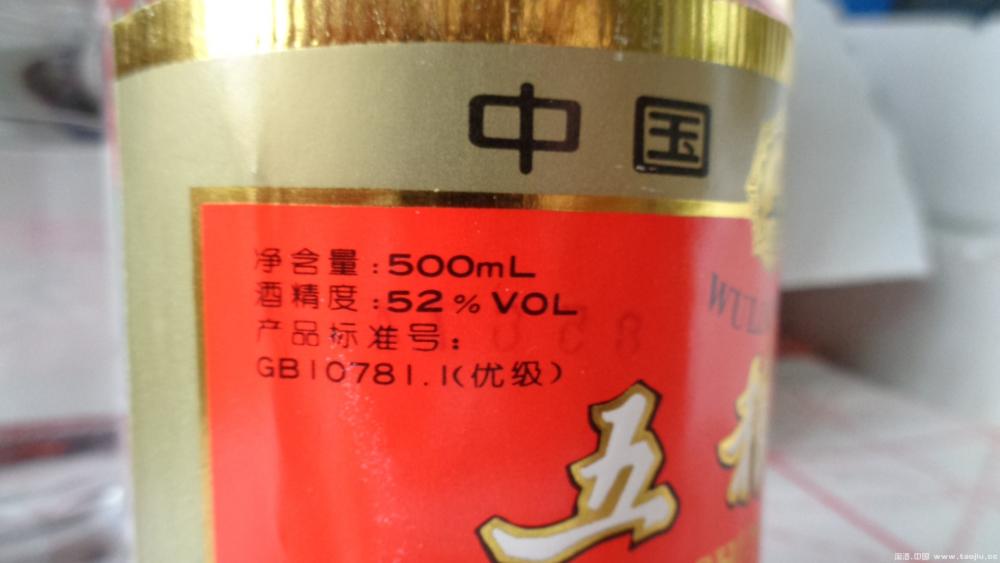 中国
净含量:500mL
酒精度:52%VOL
产品标准号:
GB10781.1(优级)
WUL
五
国酒.中国 www.taojiu.cc